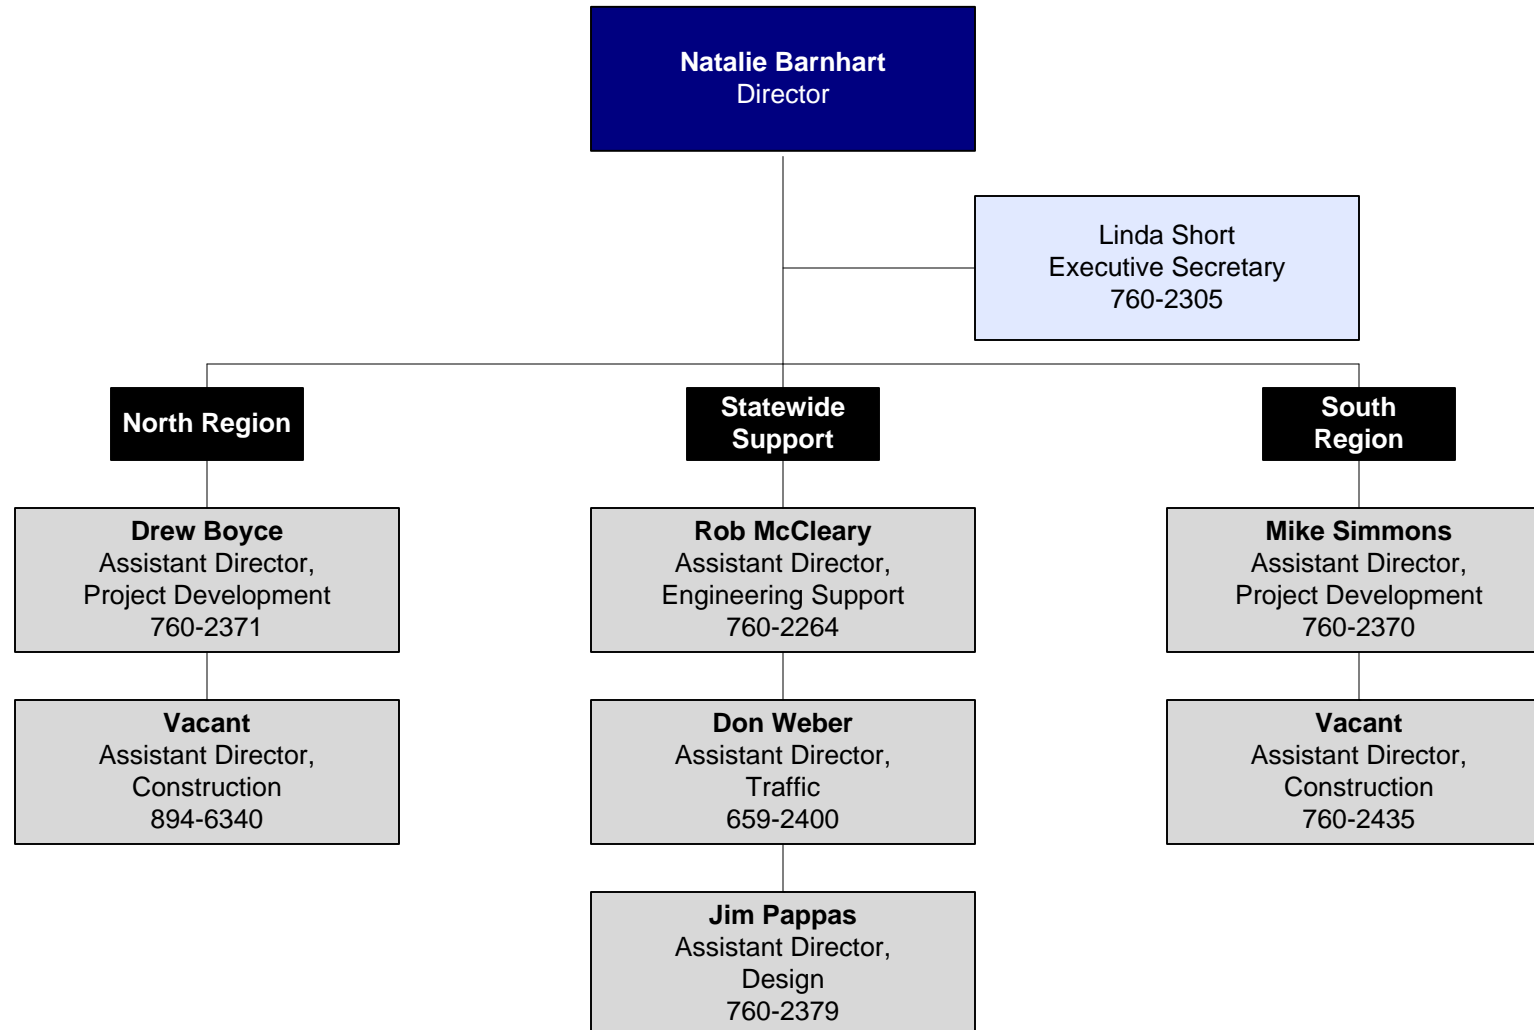 Natalie Barnhart
Director
Linda Short
Executive Secretary
760-2305
North Region
Statewide
Support
South
Region
Drew Boyce
Assistant Director,
Project Development
760-2371
Rob McCleary
Assistant Director,
Engineering Support
760-2264
Mike Simmons
Assistant Director,
Project Development
760-2370
Vacant
Assistant Director,
Construction
894-6340
Don Weber
Assistant Director,
Traffic
659-2400
Vacant
Assistant Director,
Construction
760-2435
Jim Pappas
Assistant Director,
Design
760-2379